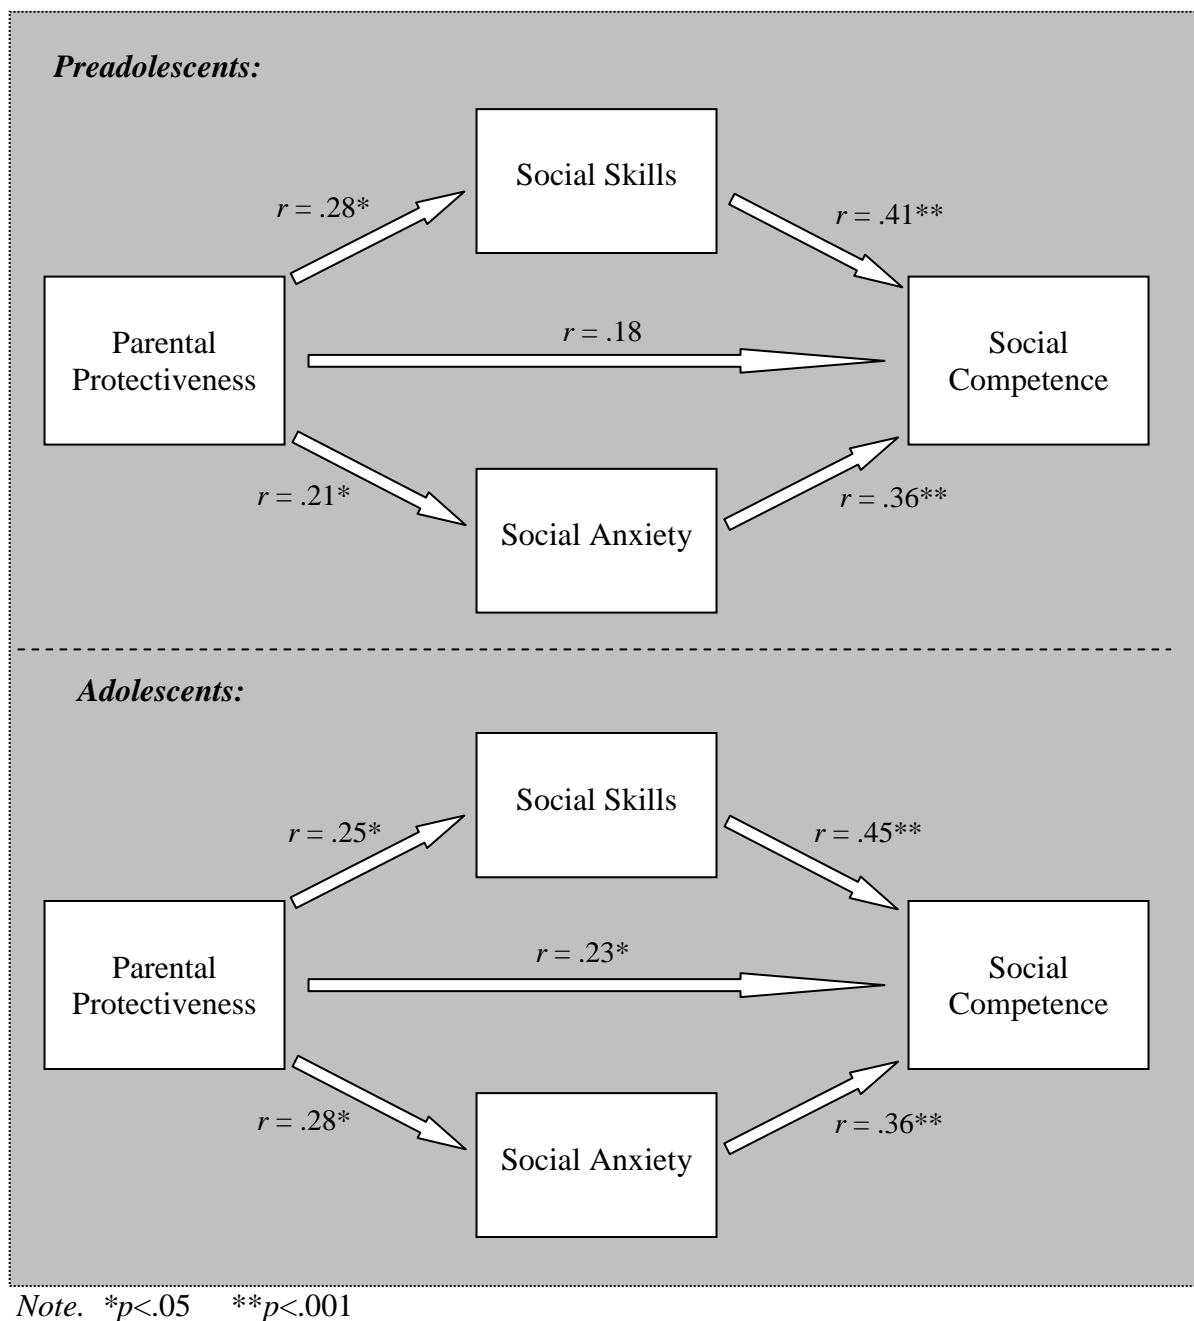 Preadolescents:
Social Skills
r = .28*
r = .41**
Parental
Protectiveness
r = .18
Social
Competence
r = .21*
Social Anxiety
r = .36**
Adolescents:
Social Skills
r = .25*
r = .45**
Parental
Protectiveness
r = .23*
Social
Competence
r = .28*
Social Anxiety
r = .36**
Note. *p<.05 **p<.001